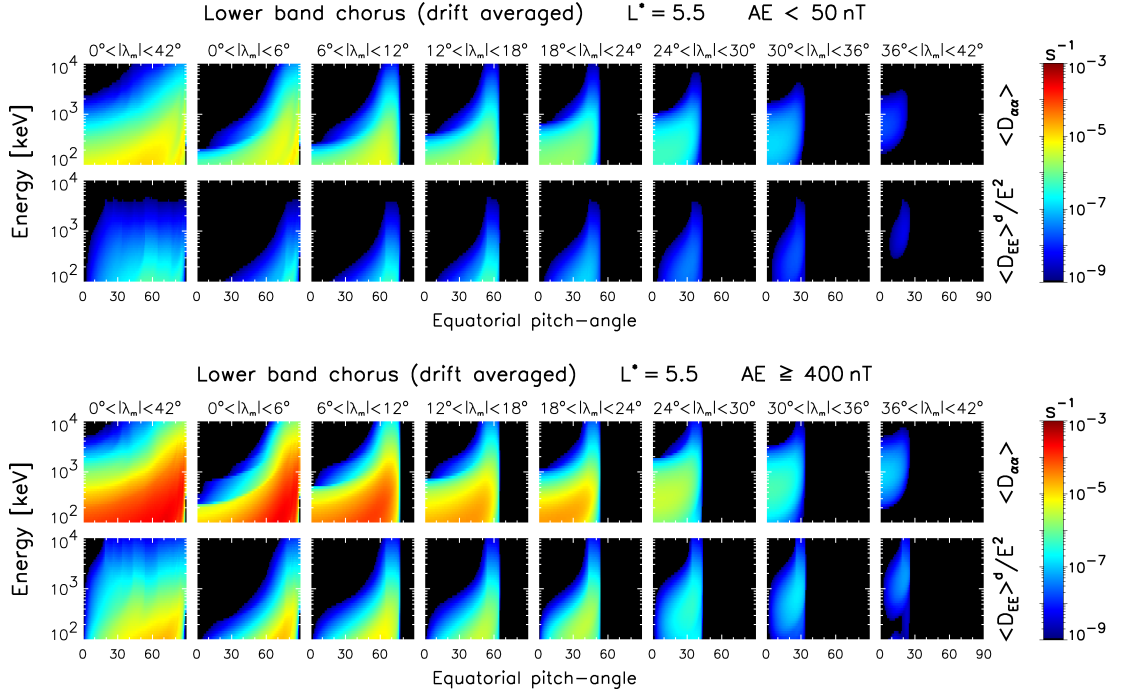 Lower band chorus (drift averaged) L* = 5.5 AE < 50 nT
0°<|λm|<42° 0°<|λm|<6° 6°<|λm|<12° 12°<|λm|<18° 18°<|λm|<24° 24°<|λm|<30° 30°<|λm|<36° 36°<|λm|<42° s⁻¹
Energy [keV]
10⁴
10³
10²
<Dαα>
10⁴
10³
10²
<DEE>ᵈ/E²
10⁻³
10⁻⁵
10⁻⁷
10⁻⁹
0 30 60 0 30 60 0 30 60 0 30 60 0 30 60 0 30 60 0 30 60 0 30 60 90
Equatorial pitch-angle
Lower band chorus (drift averaged) L* = 5.5 AE ≧ 400 nT
0°<|λm|<42° 0°<|λm|<6° 6°<|λm|<12° 12°<|λm|<18° 18°<|λm|<24° 24°<|λm|<30° 30°<|λm|<36° 36°<|λm|<42° s⁻¹
Energy [keV]
10⁴
10³
10²
<Dαα>
10⁴
10³
10²
<DEE>ᵈ/E²
10⁻³
10⁻⁵
10⁻⁷
10⁻⁹
0 30 60 0 30 60 0 30 60 0 30 60 0 30 60 0 30 60 0 30 60 0 30 60 90
Equatorial pitch-angle